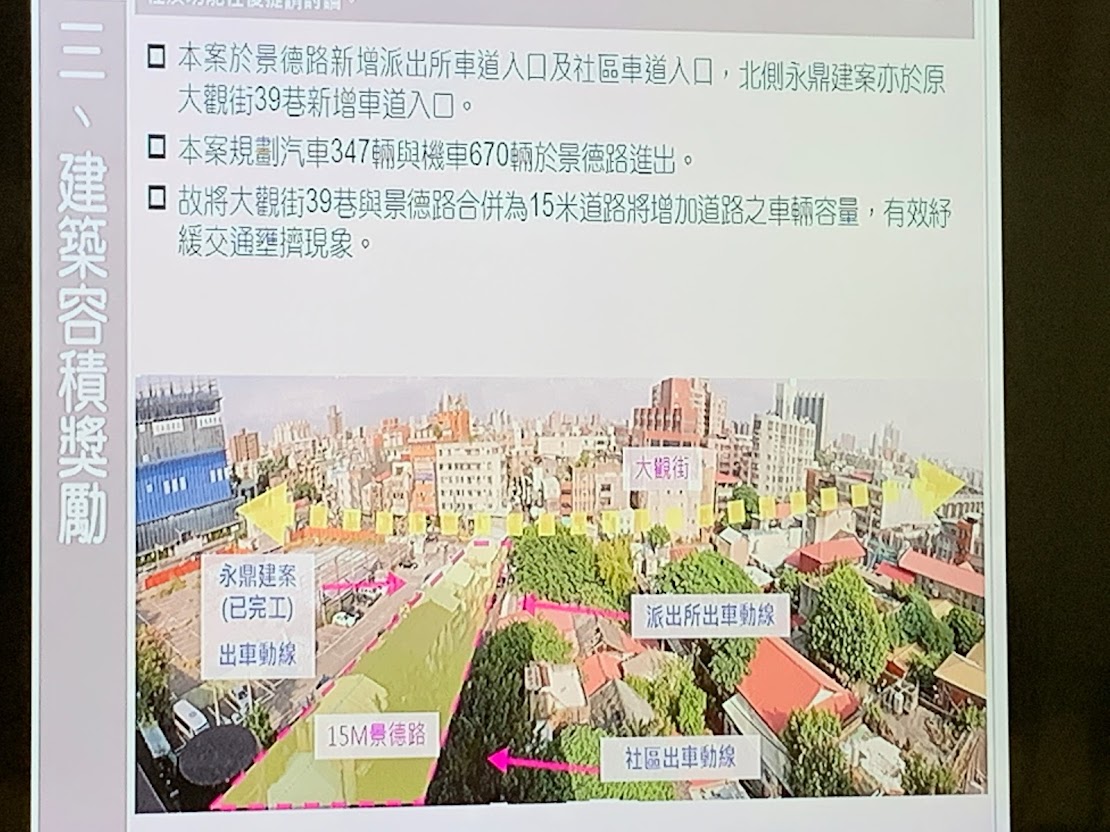 三、建築容積獎勵
本案於景德路新增派出所車道入口及社區車道入口，北側永鼎建案亦於原
大觀街39巷新增車道入口。
本案規劃汽車347輛與機車670輛於景德路進出。
故將大觀街39巷與景德路合併為15米道路將增加道路之車輛容量，有效紓
緩交通壅擠現象。
大觀街
永鼎建案
(已完工)
出車動線
派出所出車動線
15M景德路
社區出車動線